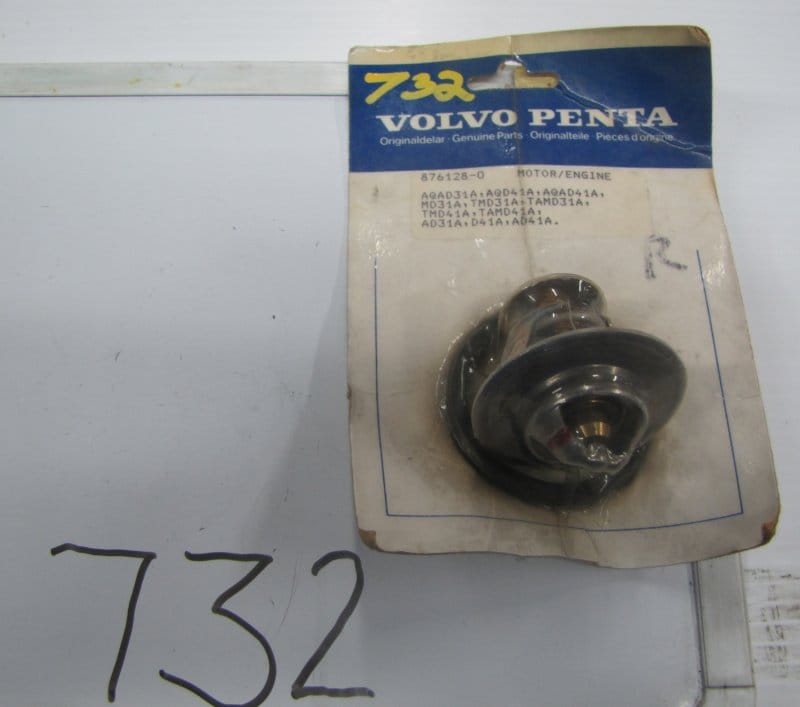 732
VOLVO PENTA
Originaldelar · Genuine Parts · Originalteile · Pièces d'origine
876128-0 MOTOR/ENGINE
AQAD31A, AQD41A, AQAD41A,
MD31A, TMD31A, TAMD31A,
TMD41A, TAMD41A,
AD31A, D41A, AD41A.
R
732